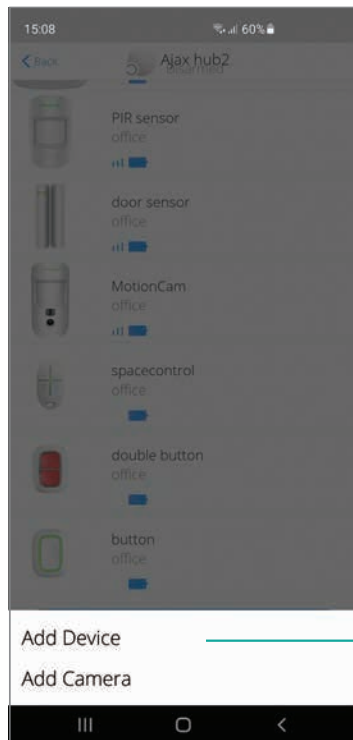 15:08
60%
Back
Ajax hub2
Disarmed
PIR sensor
office
door sensor
office
MotionCam
office
spacecontrol
office
double button
office
button
office
Add Device
Add Camera